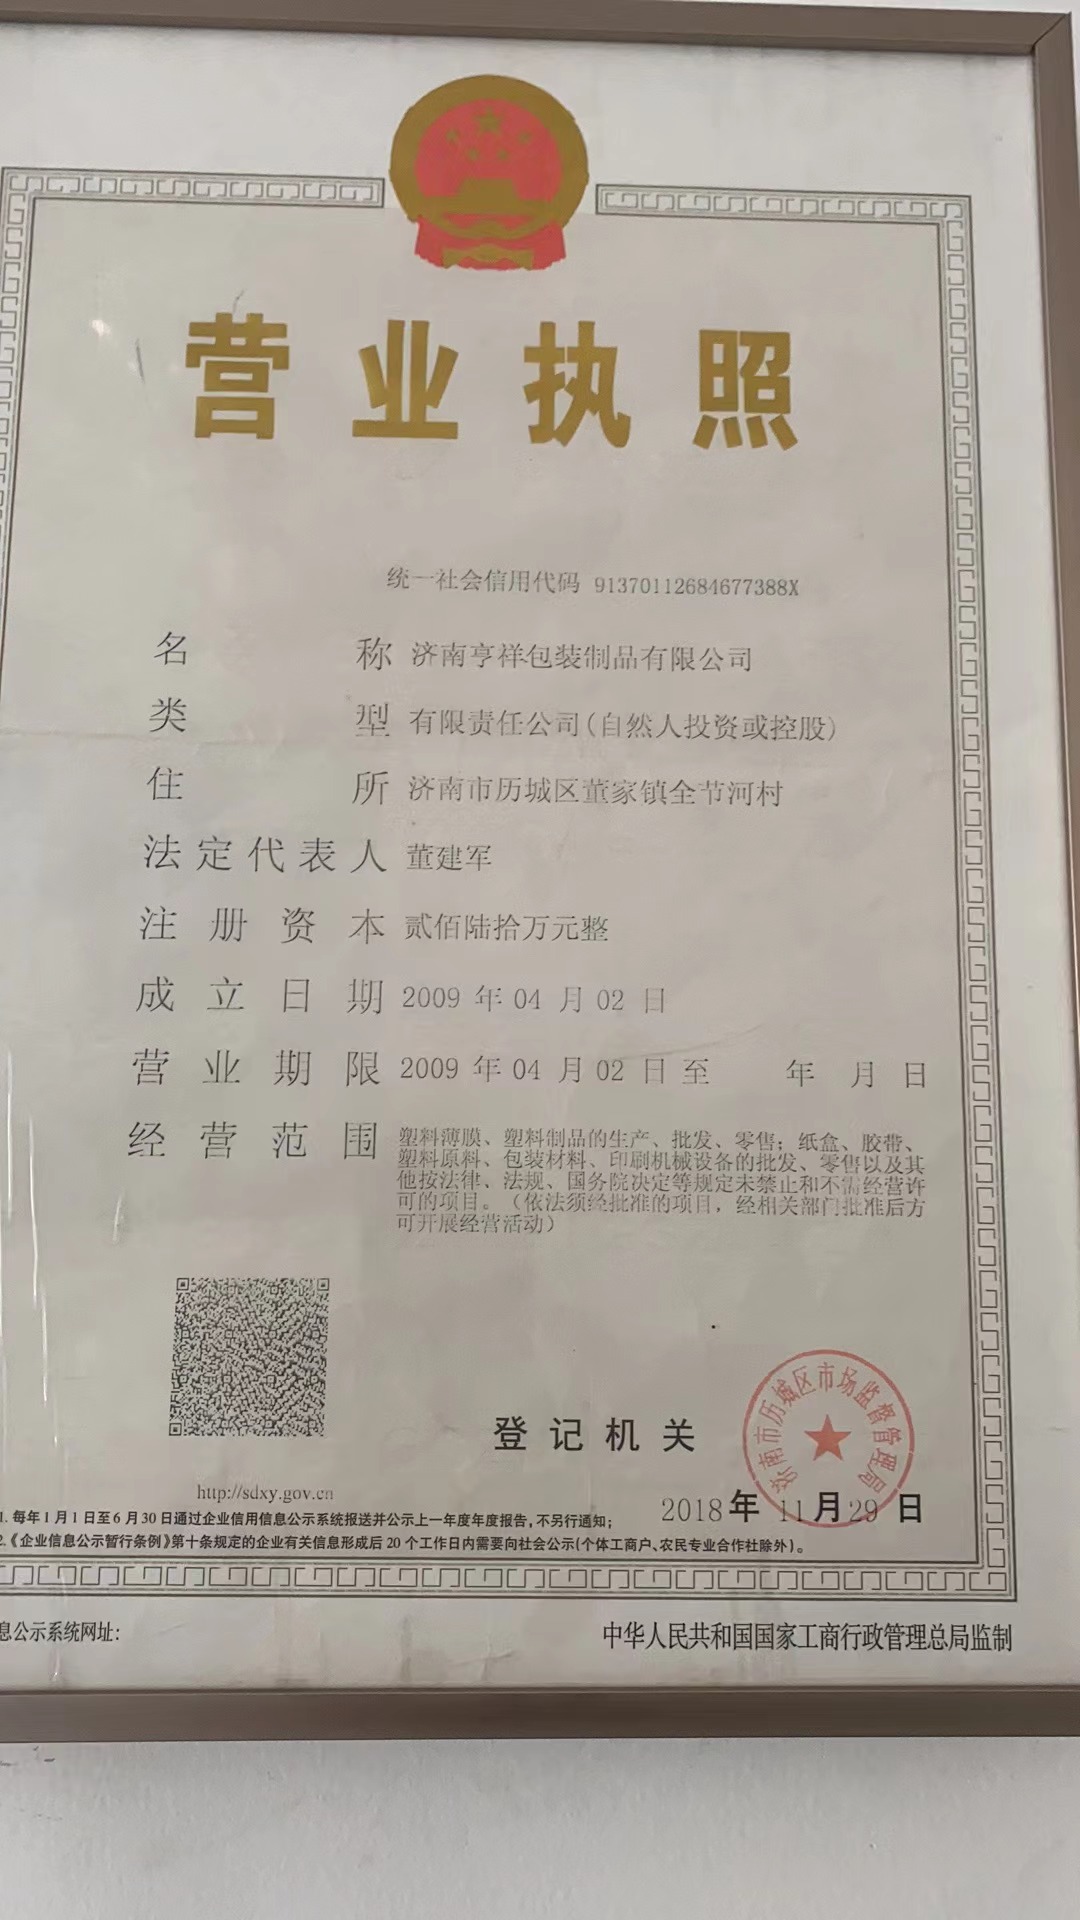 营业执照
统一社会信用代码 91370112684677388X
名称 济南亨祥包装制品有限公司
类型 有限责任公司(自然人投资或控股)
住所 济南市历城区董家镇全节河村
法定代表人 董建军
注册资本 贰佰陆拾万元整
成立日期 2009 年 04 月 02 日
营业期限 2009 年 04 月 02 日 至 年 月 日
经营范围 塑料薄膜、塑料制品的生产、批发、零售；纸盒、胶带、
塑料原料、包装材料、印刷机械设备的批发、零售以及其
他按法律、法规、国务院决定等规定未禁止和不需经营许
可的项目。（依法须经批准的项目，经相关部门批准后方
可开展经营活动）
登记机关
济南市历城区市场监督管理局
2018 年 11 月 29 日
http://sdxy.gov.cn
1. 每年1月1日至6月30日通过企业信用信息公示系统报送并公示上一年度年度报告，不另行通知；
2.《企业信息公示暂行条例》第十条规定的企业有关信息形成后20个工作日内需要向社会公示(个体工商户、农民专业合作社除外)。
息公示系统网址：
中华人民共和国国家工商行政管理总局监制